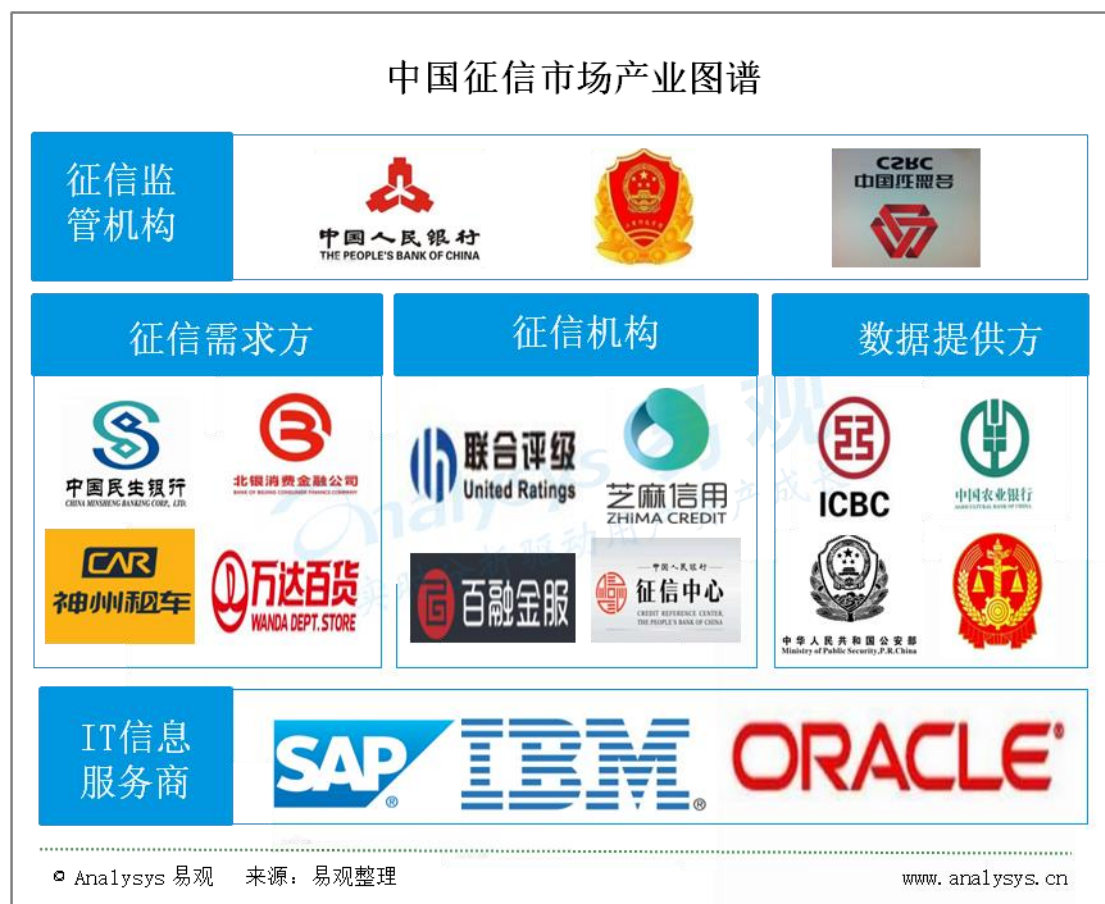 中国征信市场产业图谱
征信监
管机构
中国人民银行
THE PEOPLE'S BANK OF CHINA
CSRC
中国证监会
征信需求方
征信机构
数据提供方
中国民生银行
CHINA MINSHENG BANKING CORP., LTD.
北银消费金融公司
BANK OF BEIJING CONSUMER FINANCE COMPANY
CAR
神州租车
万达百货
WANDA DEPT.STORE
联合评级
United Ratings
芝麻信用
ZHIMA CREDIT
百融金服
中国人民银行
征信中心
CREDIT REFERENCE CENTER,
THE PEOPLE'S BANK OF CHINA
ICBC
中国农业银行
AGRICULTURAL BANK OF CHINA
中华人民共和国公安部
Ministry of Public Security,P.R.China
Analysys 易观
IT信息
服务商
SAP®
IBM®
ORACLE®
© Analysys 易观 来源：易观整理
www.analysys.cn